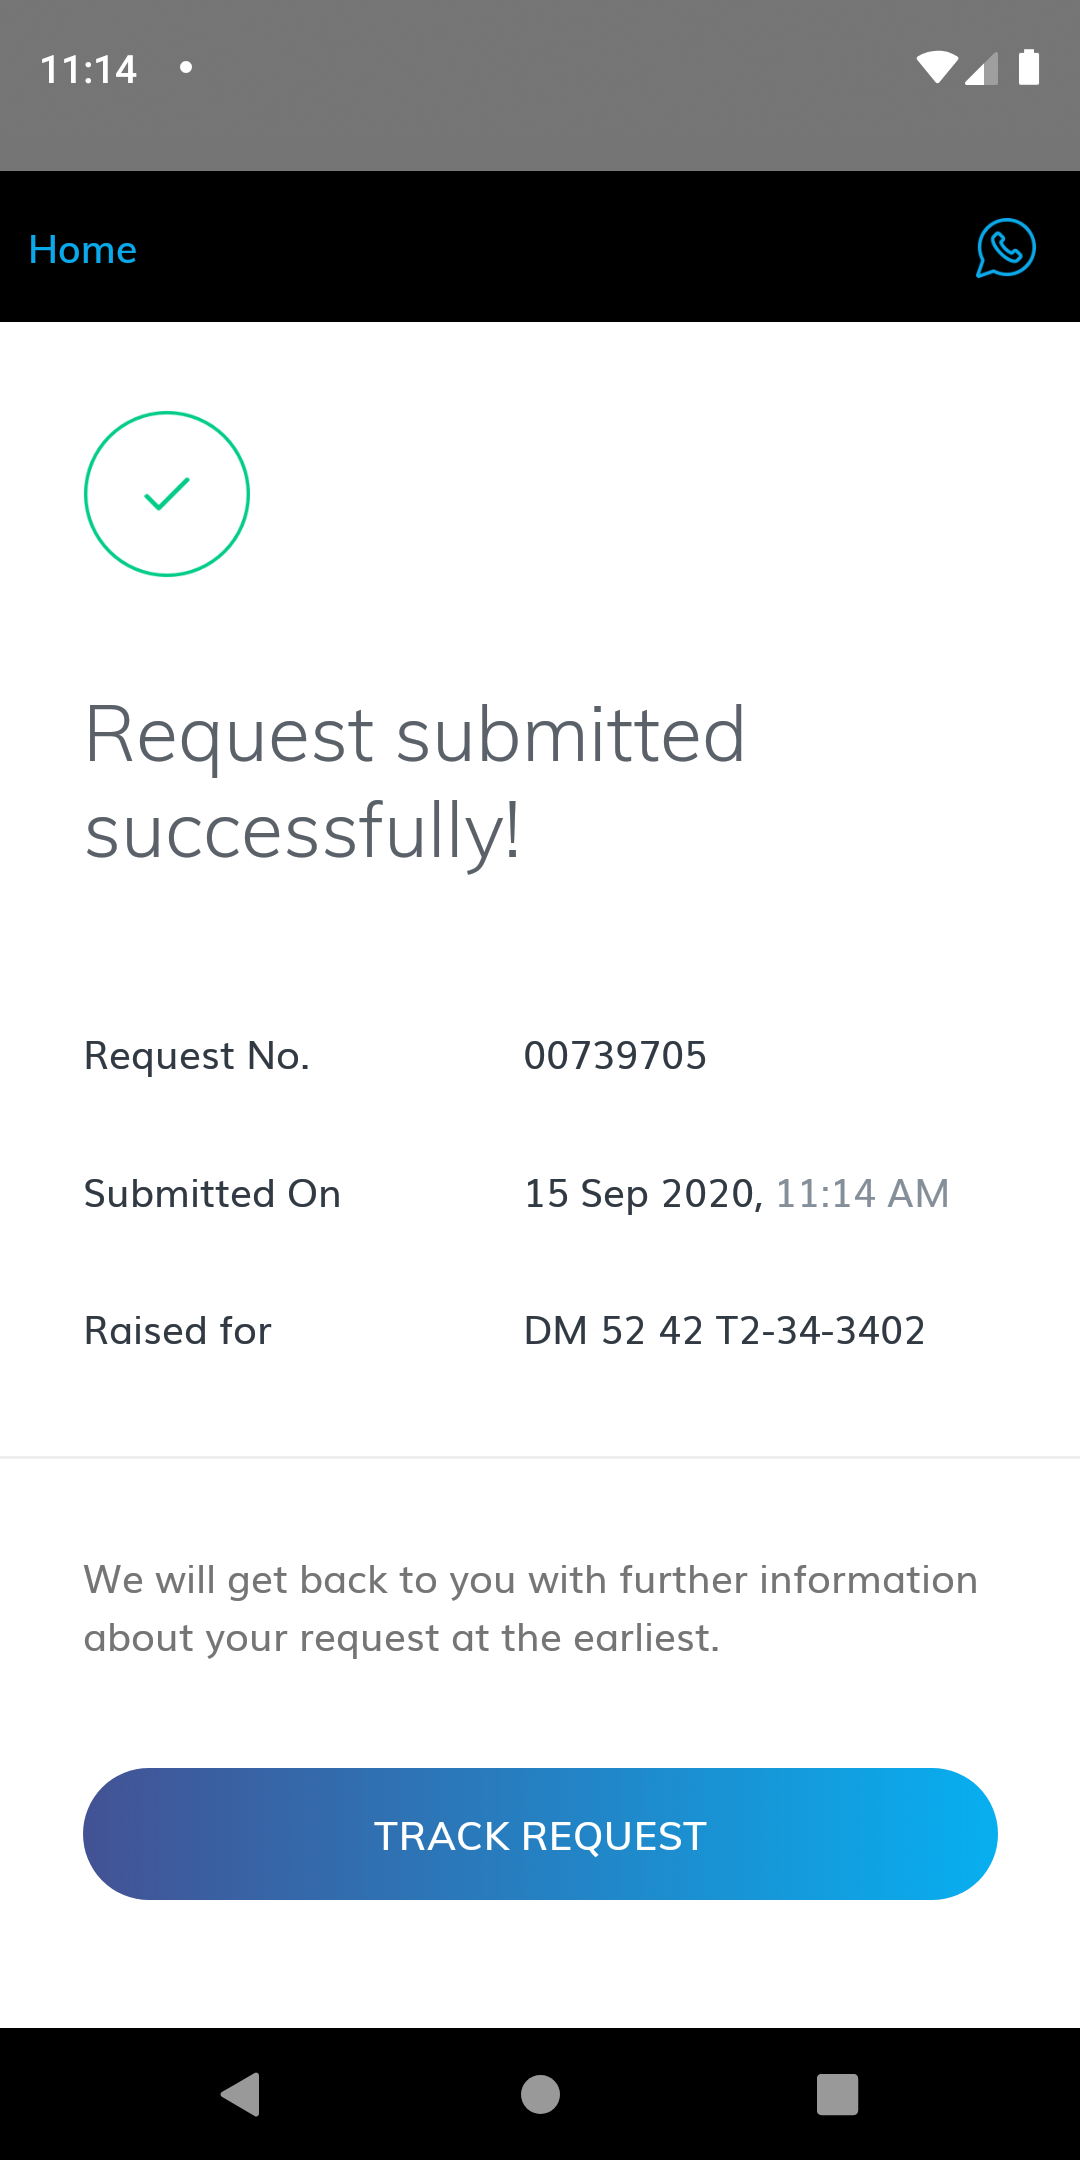 11:14
Home
Request submitted
successfully!
Request No. 00739705
Submitted On 15 Sep 2020, 11:14 AM
Raised for DM 52 42 T2-34-3402
We will get back to you with further information
about your request at the earliest.
TRACK REQUEST